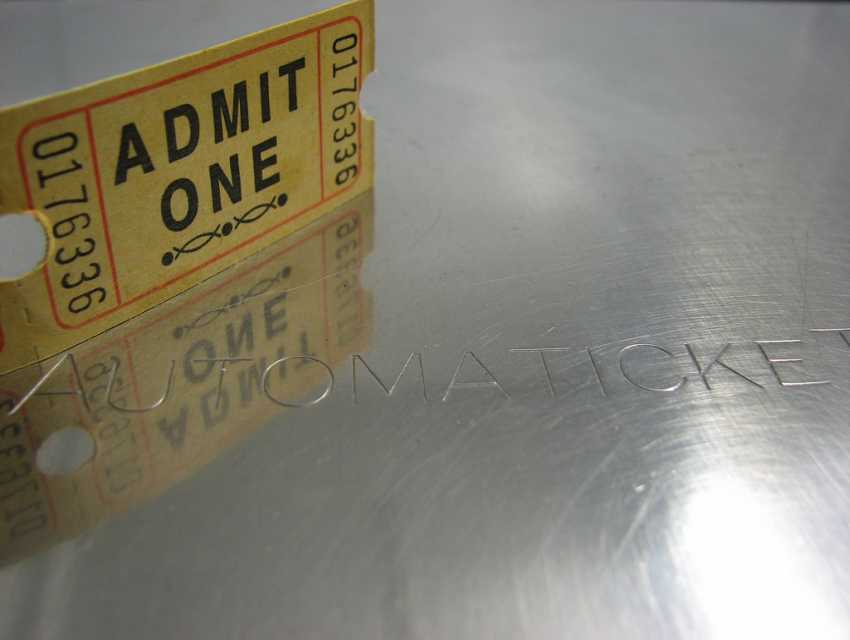 0176336
ADMIT
ONE
0176336
AUTOMATICKET